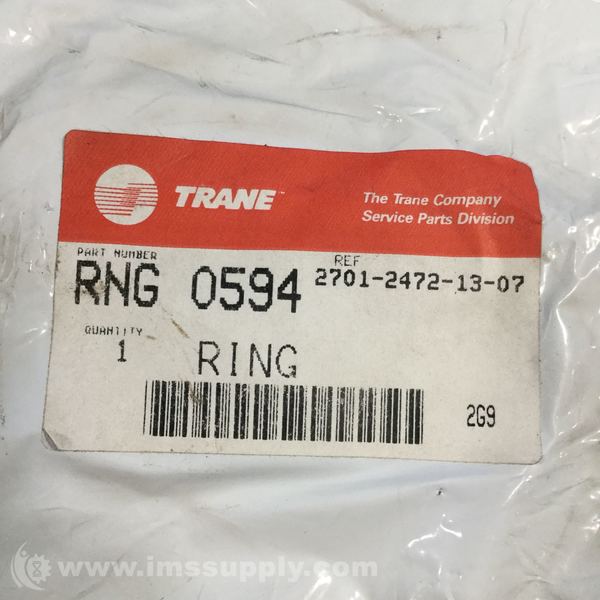 TRANE™
The Trane Company
Service Parts Division
PART NUMBER
REF
RNG 0594
2701-2472-13-07
QUANTITY
1
RING
2G9
www.imssupply.com